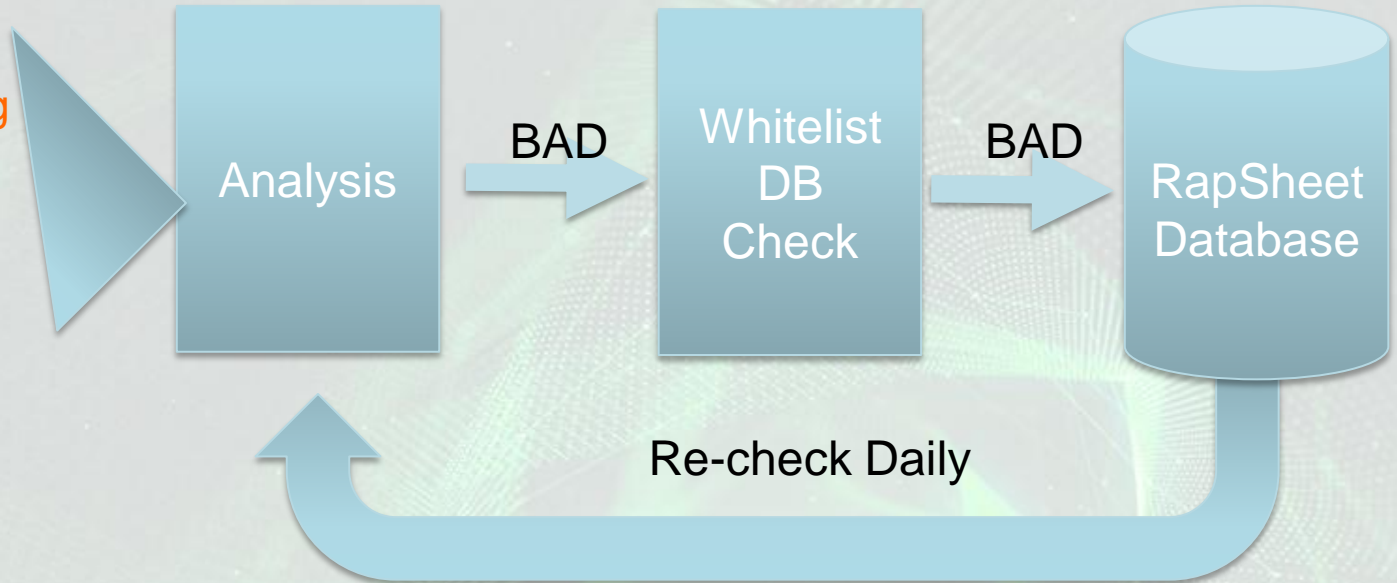 Analysis
BAD
Whitelist
DB
Check
BAD
RapSheet
Database
Re-check Daily